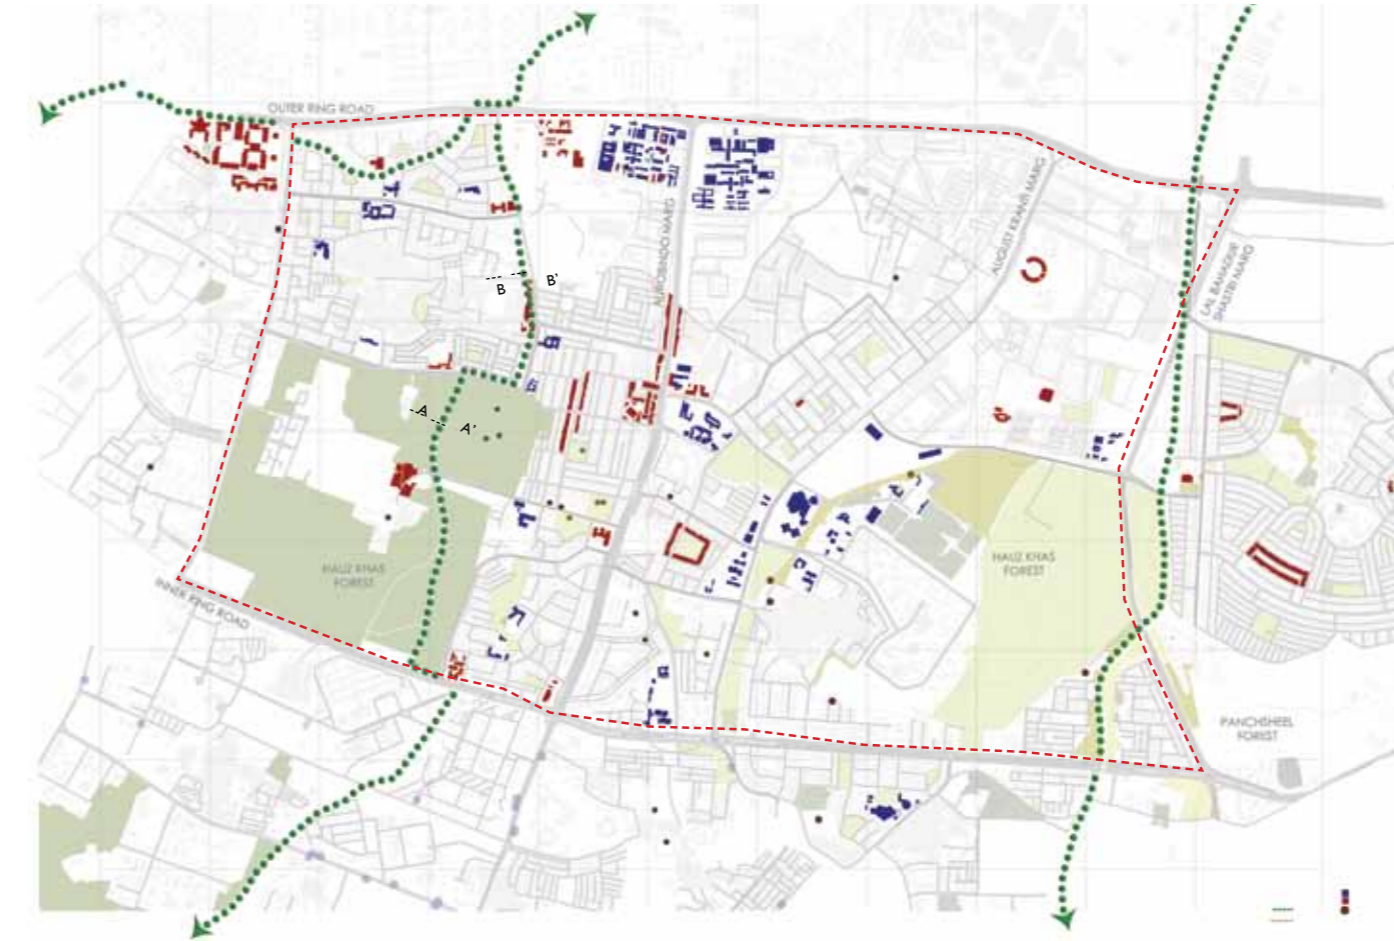 OUTER RING ROAD
AUROBINDO MARG
AUGUST KRANTI MARG
LAL BAHADUR
SHASTRI MARG
B
B'
A
A'
HAUZ KHAS
FOREST
HAUZ KHAS
FOREST
INNER RING ROAD
PANCHSHEEL
FOREST